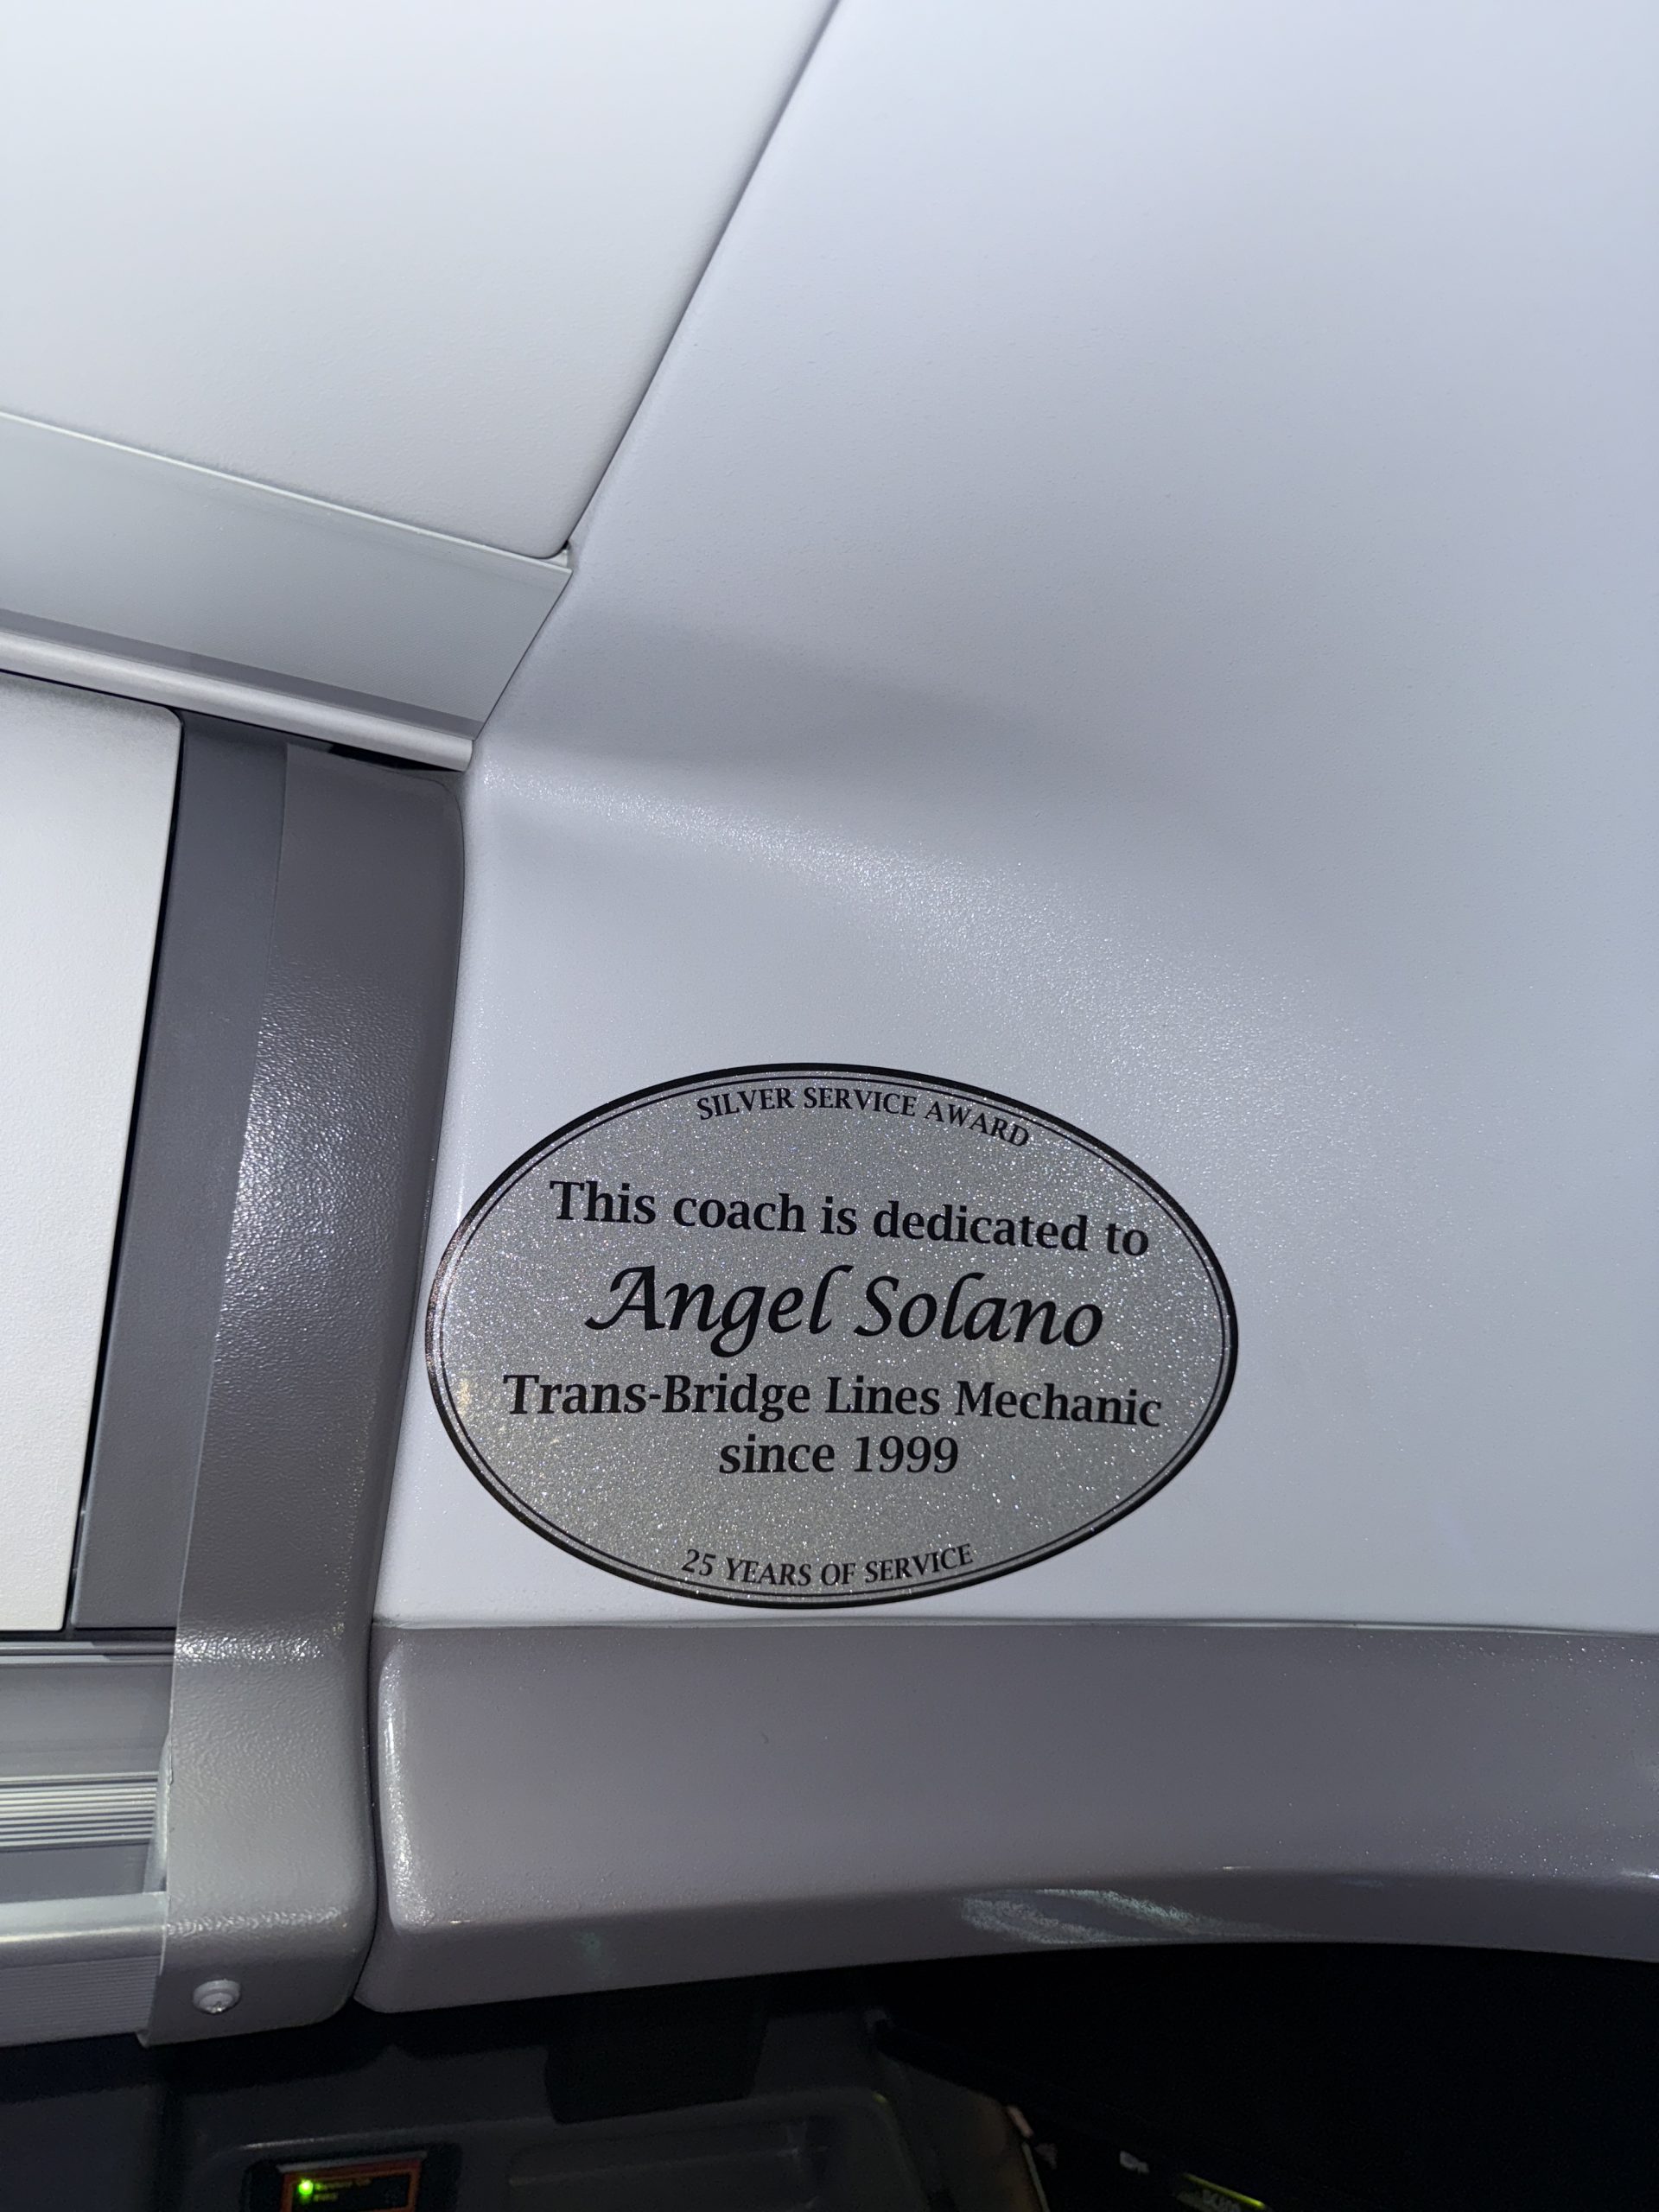 SILVER SERVICE AWARD
This coach is dedicated to
Angel Solano
Trans-Bridge Lines Mechanic
since 1999
25 YEARS OF SERVICE